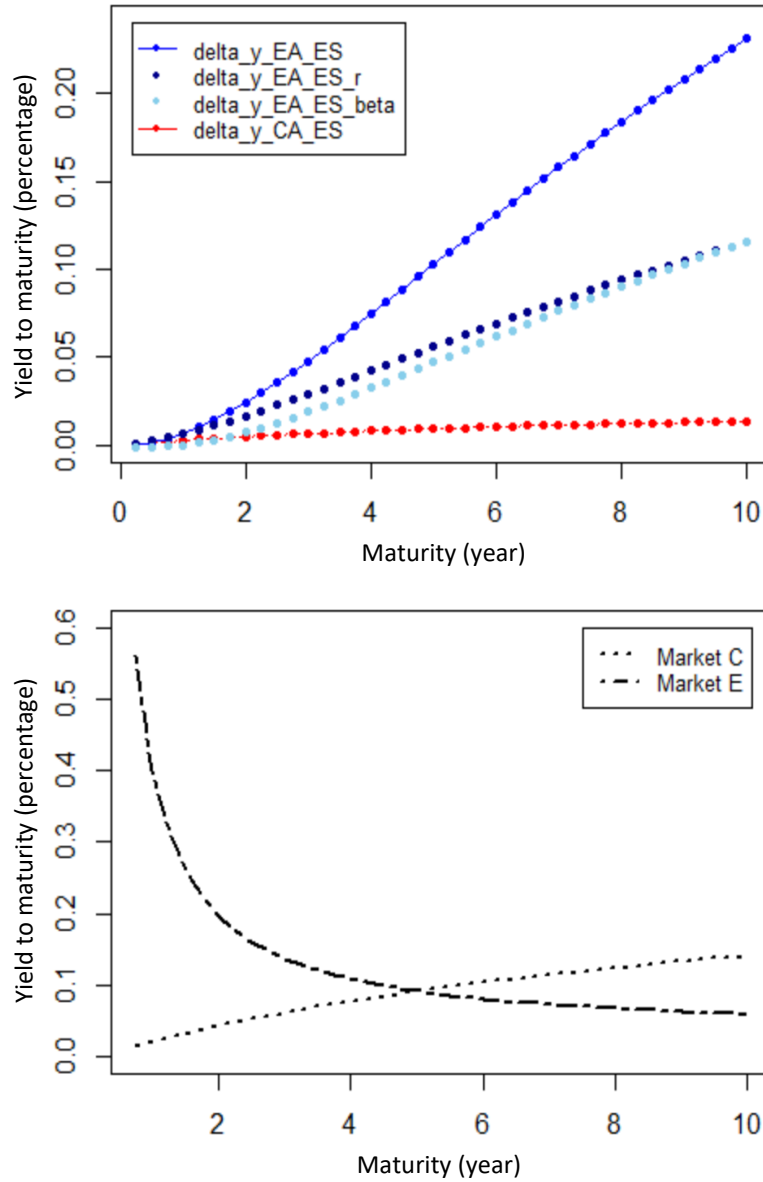 delta_y_EA_ES
delta_y_EA_ES_r
delta_y_EA_ES_beta
delta_y_CA_ES
Yield to maturity (percentage)
0.20
0.15
0.10
0.05
0.00
0 2 4 6 8 10
Maturity (year)
Market C
Market E
Yield to maturity (percentage)
0.6
0.5
0.4
0.3
0.2
0.1
0.0
2 4 6 8 10
Maturity (year)